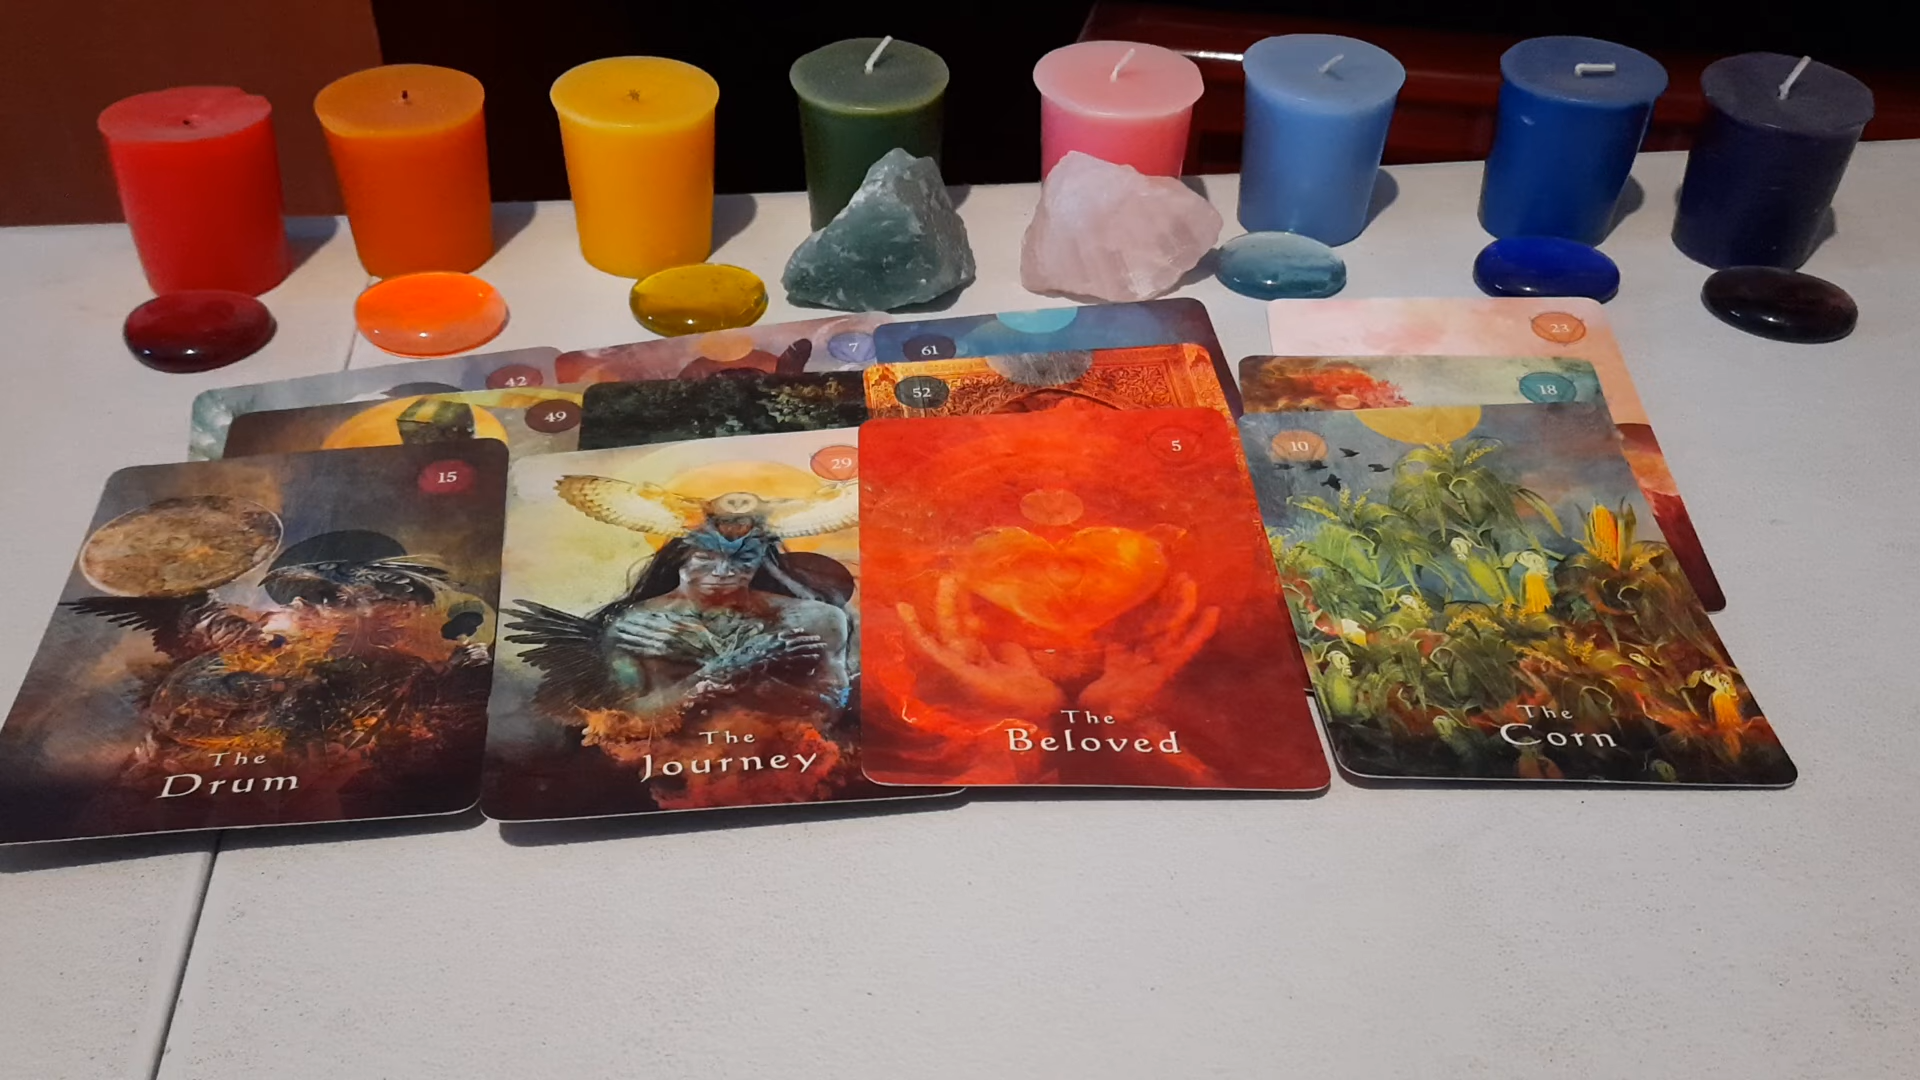 7
61
23
42
52
18
49
15
29
5
10
The
Drum
The
Journey
The
Beloved
The
Corn